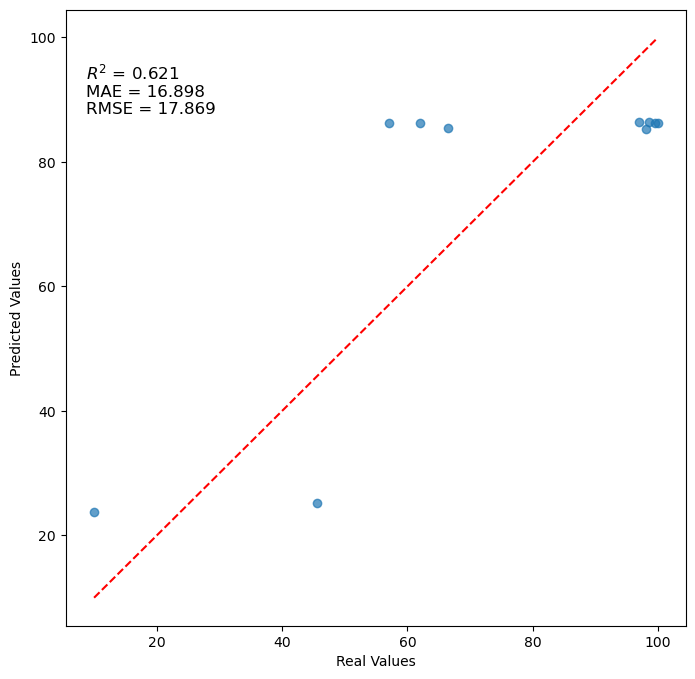 100
80
60
40
20
R² = 0.621
MAE = 16.898
RMSE = 17.869
Predicted Values
20 40 60 80 100
Real Values